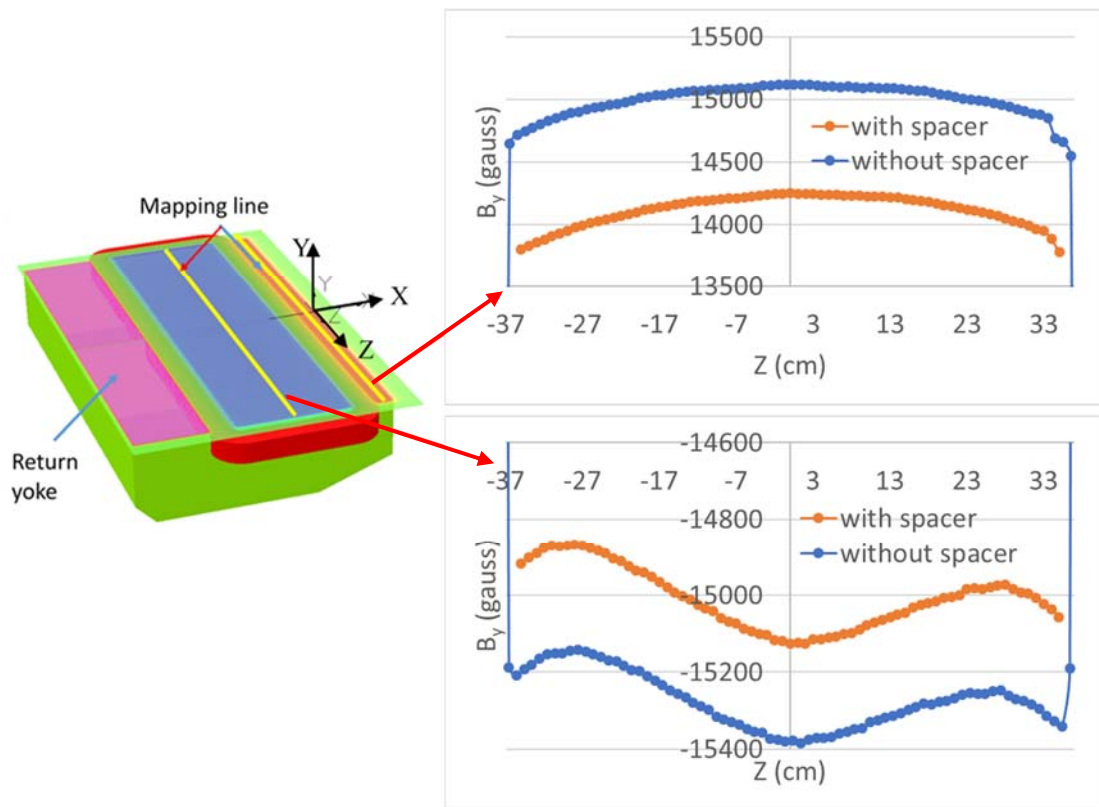 Mapping line
Y
X
Z
Y
X
Z
Return
yoke
15500
15000
14500
14000
13500
B_y (gauss)
with spacer
without spacer
-37 -27 -17 -7 3 13 23 33
Z (cm)
-14600
-37 -27 -17 -7 3 13 23 33
-14800
-15000
-15200
-15400
B_y (gauss)
with spacer
without spacer
Z (cm)